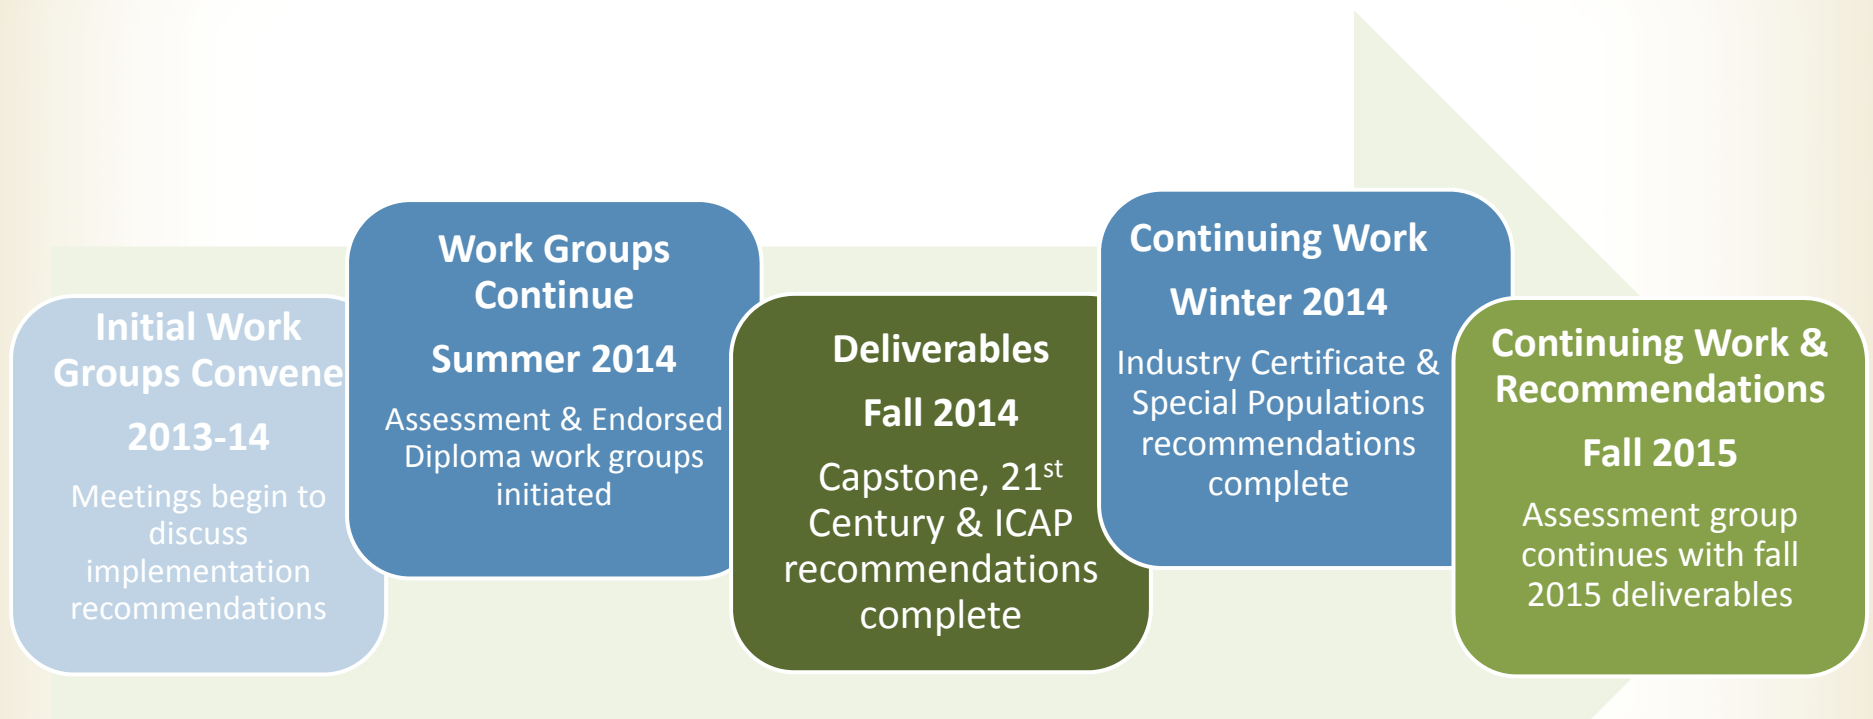 Initial Work
Groups Convene
2013-14
Meetings begin to
discuss
implementation
recommendations
Work Groups
Continue
Summer 2014
Assessment & Endorsed
Diploma work groups
initiated
Deliverables
Fall 2014
Capstone, 21st
Century & ICAP
recommendations
complete
Continuing Work
Winter 2014
Industry Certificate &
Special Populations
recommendations
complete
Continuing Work &
Recommendations
Fall 2015
Assessment group
continues with fall
2015 deliverables